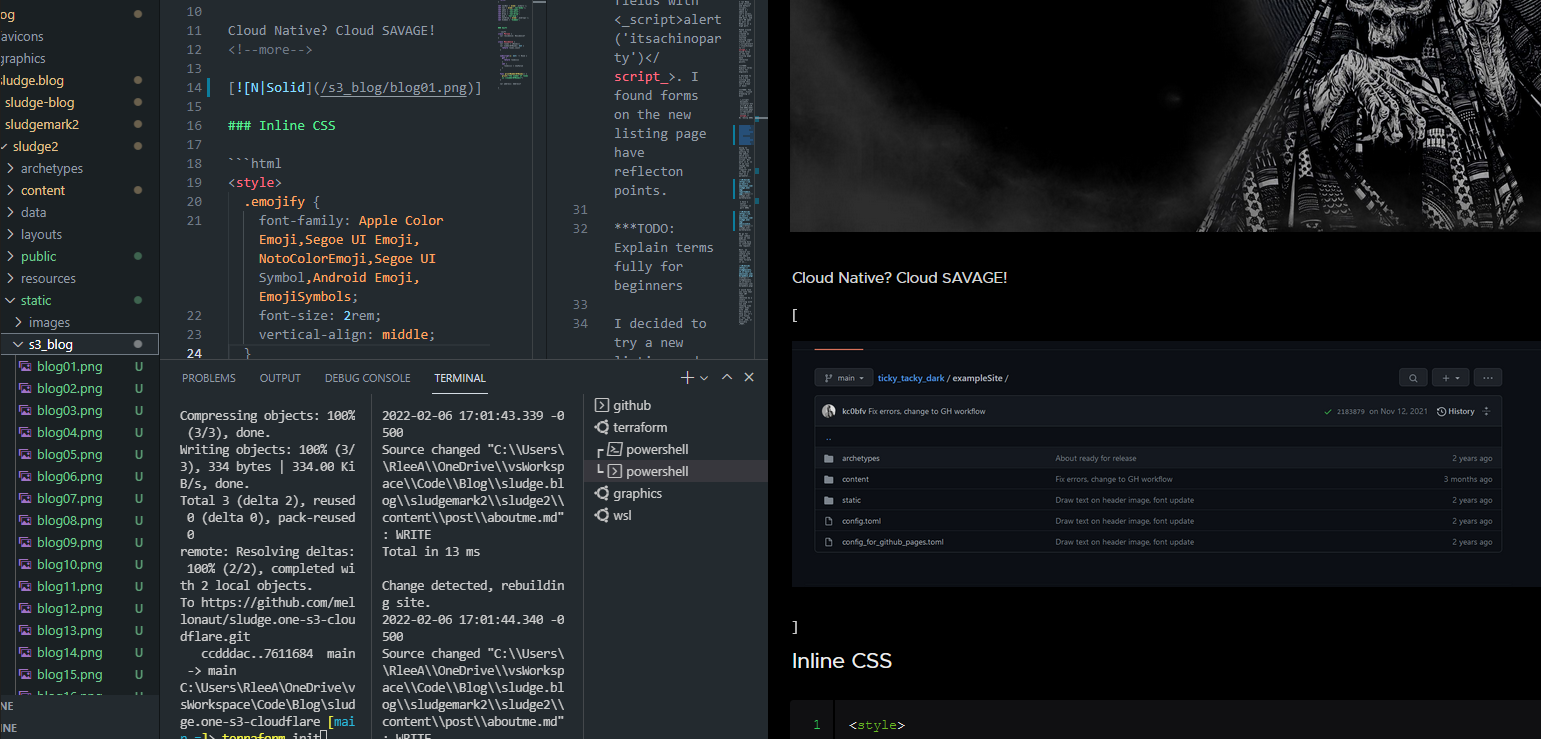 og
avicons
graphics
sludge.blog
sludge-blog
sludgemark2
sludge2
archetypes
content
data
layouts
public
resources
static
images
s3_blog
blog01.png U
blog02.png U
blog03.png U
blog04.png U
blog05.png U
blog06.png U
blog07.png U
blog08.png U
blog09.png U
blog10.png U
blog11.png U
blog12.png U
blog13.png U
blog14.png U
blog15.png U
blog16.png U
NE
INE
10
11 Cloud Native? Cloud SAVAGE!
12 <!--more-->
13
14 [![N|Solid](/s3_blog/blog01.png)]
15
16 ### Inline CSS
17
18 ```html
19 <style>
20 .emojify {
21 font-family: Apple Color
Emoji,Segoe UI Emoji,
NotoColorEmoji,Segoe UI
Symbol,Android Emoji,
EmojiSymbols;
22 font-size: 2rem;
23 vertical-align: middle;
24 }
fields with
<_script>alert
('itsachinopar
ty')</
script_>. I
found forms
on the new
listing page
have
reflecton
points.
31
32 ***TODO:
Explain terms
fully for
beginners
33
34 I decided to
try a new
PROBLEMS OUTPUT DEBUG CONSOLE TERMINAL
Compressing objects: 100%
(3/3), done.
Writing objects: 100% (3/
3), 334 bytes | 334.00 Ki
B/s, done.
Total 3 (delta 2), reused
0 (delta 0), pack-reused
0
remote: Resolving deltas:
100% (2/2), completed wi
th 2 local objects.
To https://github.com/mel
lonaut/sludge.one-s3-clou
dflare.git
ccdddac..7611684 main
-> main
C:\Users\RleeA\OneDrive\v
sWorkspace\Code\Blog\slud
ge.one-s3-cloudflare [mai
n ≡]> terraform init
2022-02-06 17:01:43.339 -0
500
Source changed "C:\\Users\
\RleeA\\OneDrive\\vsWorksp
ace\\Code\\Blog\\sludge.bl
og\\sludgemark2\\sludge2\\
content\\post\\aboutme.md"
: WRITE
Total in 13 ms
Change detected, rebuildin
g site.
2022-02-06 17:01:44.340 -0
500
Source changed "C:\\Users\
\RleeA\\OneDrive\\vsWorksp
ace\\Code\\Blog\\sludge.bl
og\\sludgemark2\\sludge2\\
content\\post\\aboutme.md"
: WRITE
github
terraform
powershell
powershell
graphics
wsl
Cloud Native? Cloud SAVAGE!
[
main ticky_tacky_dark / exampleSite /
kc0bfv Fix errors, change to GH workflow 2183879 on Nov 12, 2021 History
..
archetypes About ready for release 2 years ago
content Fix errors, change to GH workflow 3 months ago
static Draw text on header image, font update 2 years ago
config.toml Draw text on header image, font update 2 years ago
config_for_github_pages.toml Draw text on header image, font update 2 years ago
]
Inline CSS
1 <style>